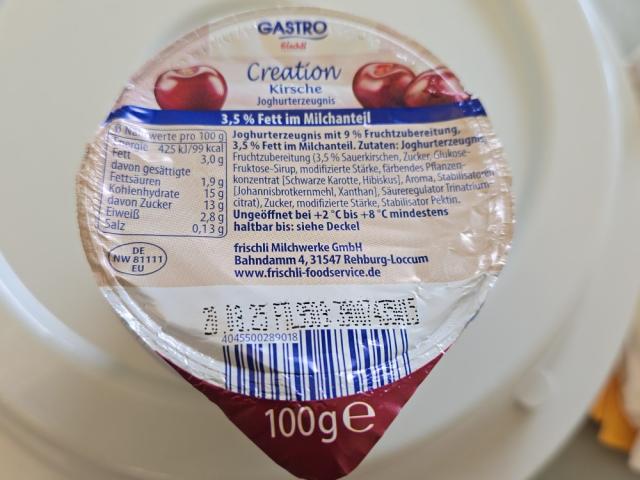 GASTRO
frischli
Creation
Kirsche
Joghurterzeugnis
3,5 % Fett im Milchanteil
Ø Nährwerte pro 100 g
Energie 425 kJ/99 kcal
Fett 3,0 g
davon gesättigte
Fettsäuren 1,9 g
Kohlenhydrate 15 g
davon Zucker 13 g
Eiweiß 2,8 g
Salz 0,13 g
Joghurterzeugnis mit 9 % Fruchtzubereitung,
3,5 % Fett im Milchanteil. Zutaten: Joghurterzeugnis,
Fruchtzubereitung (3,5 % Sauerkirschen, Zucker, Glukose-
Fruktose-Sirup, modifizierte Stärke, färbendes Pflanzen-
konzentrat [Schwarze Karotte, Hibiskus], Aroma, Stabilisatoren
[Johannisbrotkernmehl, Xanthan], Säureregulator Trinatrium-
citrat), Zucker, modifizierte Stärke, Stabilisator Pektin.
Ungeöffnet bei +2 °C bis +8 °C mindestens
haltbar bis: siehe Deckel
DE
NW 81111
EU
frischli Milchwerke GmbH
Bahndamm 4, 31547 Rehburg-Loccum
www.frischli-foodservice.de
09.25
4045500289018
100g e